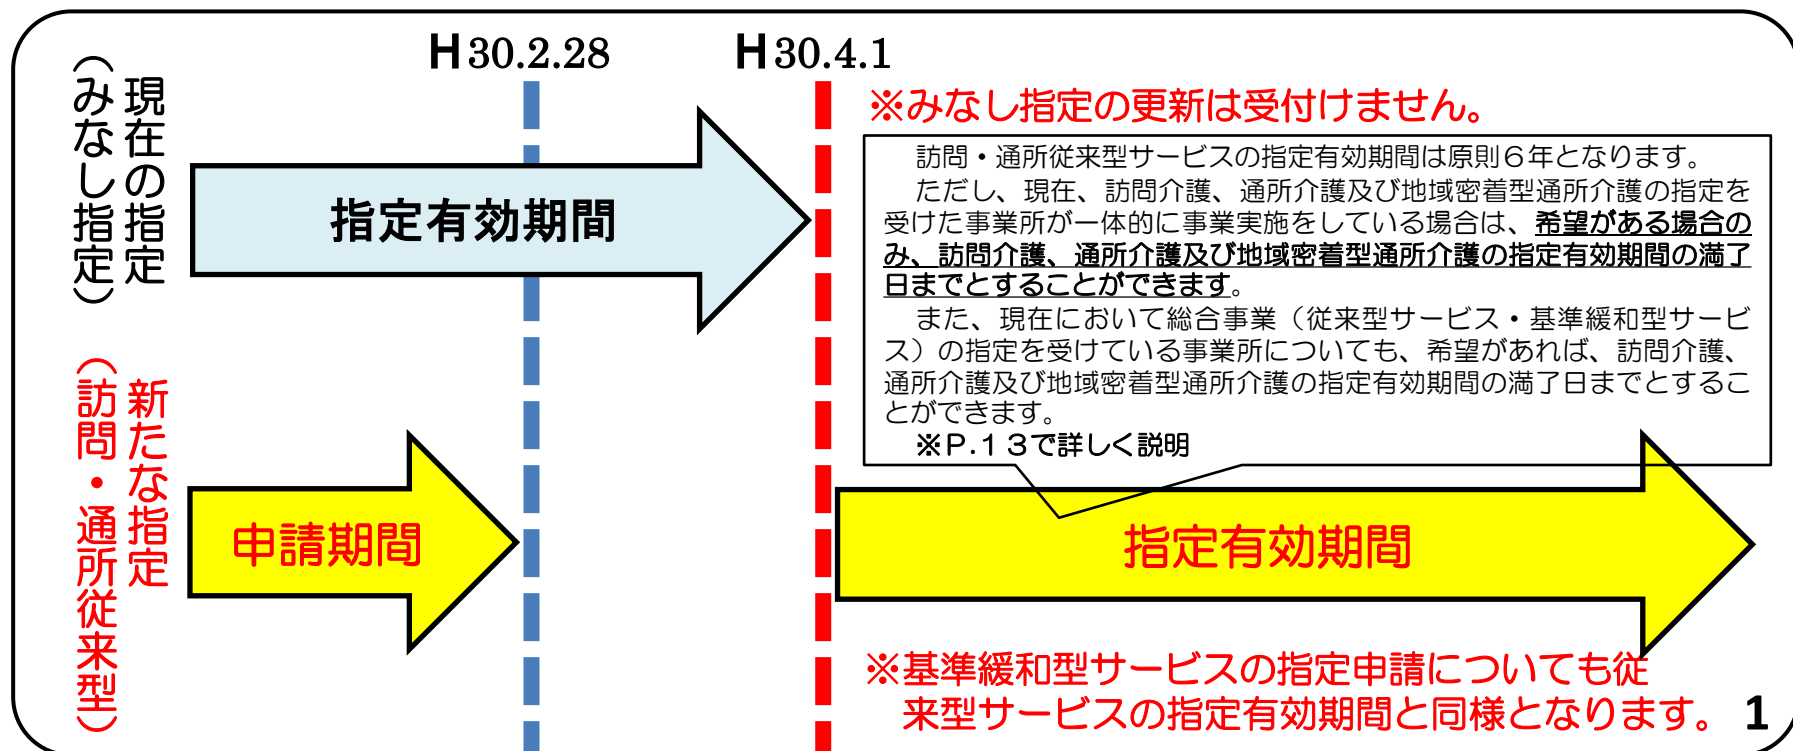 H30.2.28
H30.4.1
現在の指定
（みなし指定）
指定有効期間
※みなし指定の更新は受付けません。
訪問・通所従来型サービスの指定有効期間は原則６年となります。
ただし、現在、訪問介護、通所介護及び地域密着型通所介護の指定を
受けた事業所が一体的に事業実施をしている場合は、希望がある場合の
み、訪問介護、通所介護及び地域密着型通所介護の指定有効期間の満了
日までとすることができます。
また、現在において総合事業（従来型サービス・基準緩和型サービ
ス）の指定を受けている事業所についても、希望があれば、訪問介護、
通所介護及び地域密着型通所介護の指定有効期間の満了日までとするこ
とができます。
※Ｐ.１３で詳しく説明
新たな指定
（訪問・通所従来型）
申請期間
指定有効期間
※基準緩和型サービスの指定申請についても従
来型サービスの指定有効期間と同様となります。
1